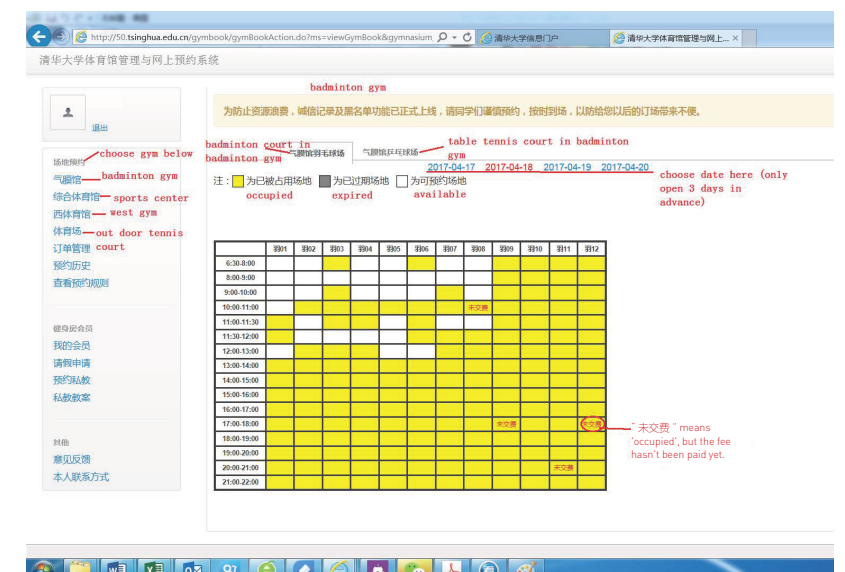 http://50.tsinghua.edu.cn/gymbook/gymBookAction.do?ms=viewGymBook&gymnasium_
清华大学信息门户
清华大学体育馆管理与网上... ×
清华大学体育馆管理与网上预约系统
badminton gym
为防止资源浪费，诚信记录及黑名单功能已正式上线，请同学们谨慎预约，按时到场，以防给您以后的订场带来不便。
退出
场地预约
choose gym below
气膜馆
badminton gym
综合体育馆
sports center
西体育馆
west gym
体育场
out door tennis
订单管理
court
预约历史
查看预约规则
健身房会员
我的会员
请假申请
预约私教
私教教案
其他
意见反馈
本人联系方式
badminton court in
badminton gym
气膜馆羽毛球场
气膜馆乒乓球场
table tennis court in badminton
gym
2017-04-17 2017-04-18 2017-04-19 2017-04-20
choose date here (only
open 3 days in
advance)
注： 为已被占用场地 为已过期场地 为可预约场地
occupied expired available
羽01 羽02 羽03 羽04 羽05 羽06 羽07 羽08 羽09 羽10 羽11 羽12
6:30-8:00
8:00-9:00
9:00-10:00
10:00-11:00 未交费
11:00-11:30
11:30-12:00
12:00-13:00
13:00-14:00
14:00-15:00
15:00-16:00
16:00-17:00
17:00-18:00 未交费 未交费
18:00-19:00
19:00-20:00
20:00-21:00 未交费
21:00-22:00
" 未交费 " means
'occupied', but the fee
hasn't been paid yet.